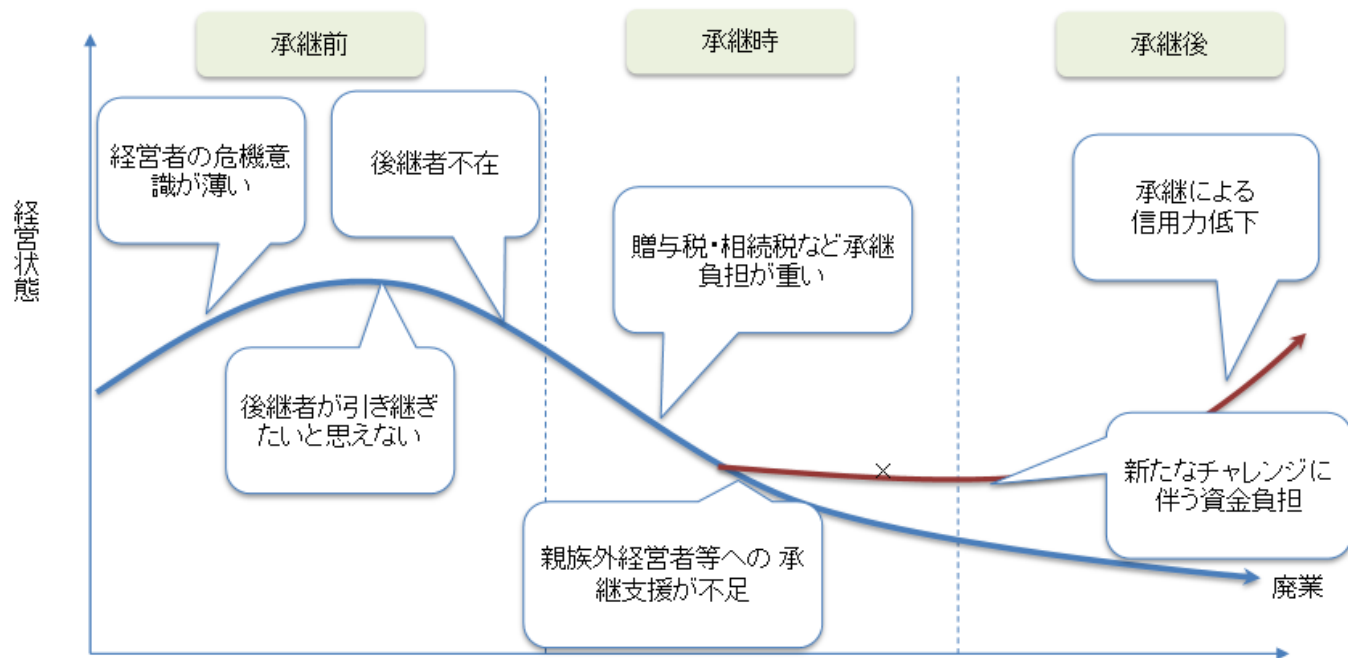 承継前
承継時
承継後
経営状態
経営者の危機意
識が薄い
後継者不在
後継者が引き継ぎ
たいと思えない
贈与税・相続税など承継
負担が重い
親族外経営者等への 承
継支援が不足
承継による
信用力低下
新たなチャレンジに
伴う資金負担
廃業